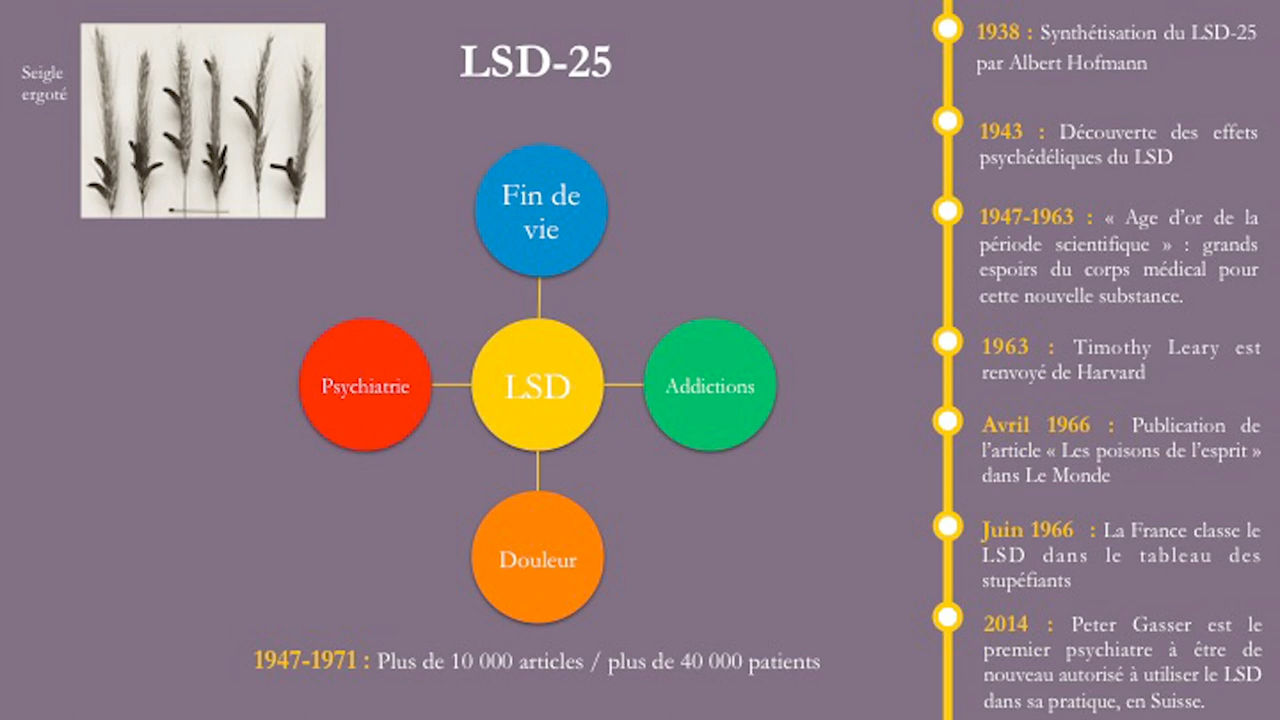 Seigle
ergoté
LSD-25
Fin de
vie
Psychiatrie
LSD
Addictions
Douleur
1947-1971 : Plus de 10 000 articles / plus de 40 000 patients
1938 : Synthétisation du LSD-25
par Albert Hofmann
1943 : Découverte des effets
psychédéliques du LSD
1947-1963 : « Age d’or de la
période scientifique » : grands
espoirs du corps médical pour
cette nouvelle substance.
1963 : Timothy Leary est
renvoyé de Harvard
Avril 1966 : Publication de
l’article « Les poisons de l’esprit »
dans Le Monde
Juin 1966 : La France classe le
LSD dans le tableau des
stupéfiants
2014 : Peter Gasser est le
premier psychiatre à être de
nouveau autorisé à utiliser le LSD
dans sa pratique, en Suisse.